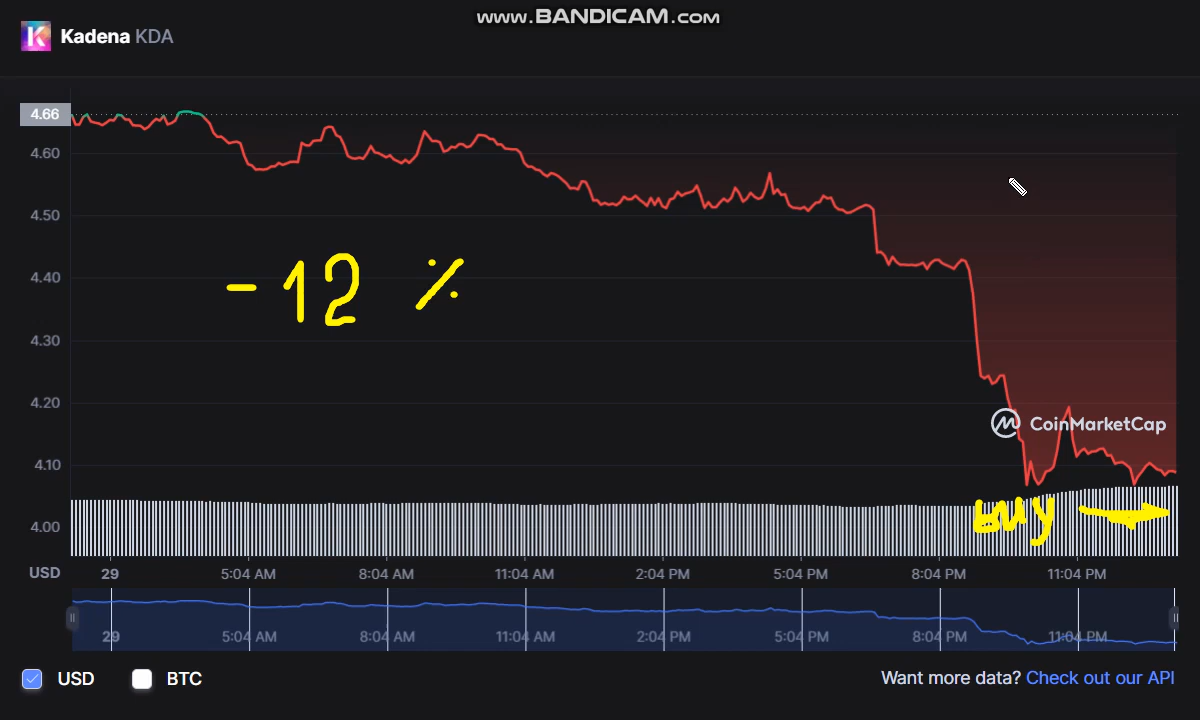 www.BANDICAM.com
K Kadena KDA
4.66
4.60
4.50
4.40
- 12 %
4.30
4.20
CoinMarketCap
4.10
4.00
buy
USD 29 5:04 AM 8:04 AM 11:04 AM 2:04 PM 5:04 PM 8:04 PM 11:04 PM
29 5:04 AM 8:04 AM 11:04 AM 2:04 PM 5:04 PM 8:04 PM 11:04 PM
USD BTC Want more data? Check out our API